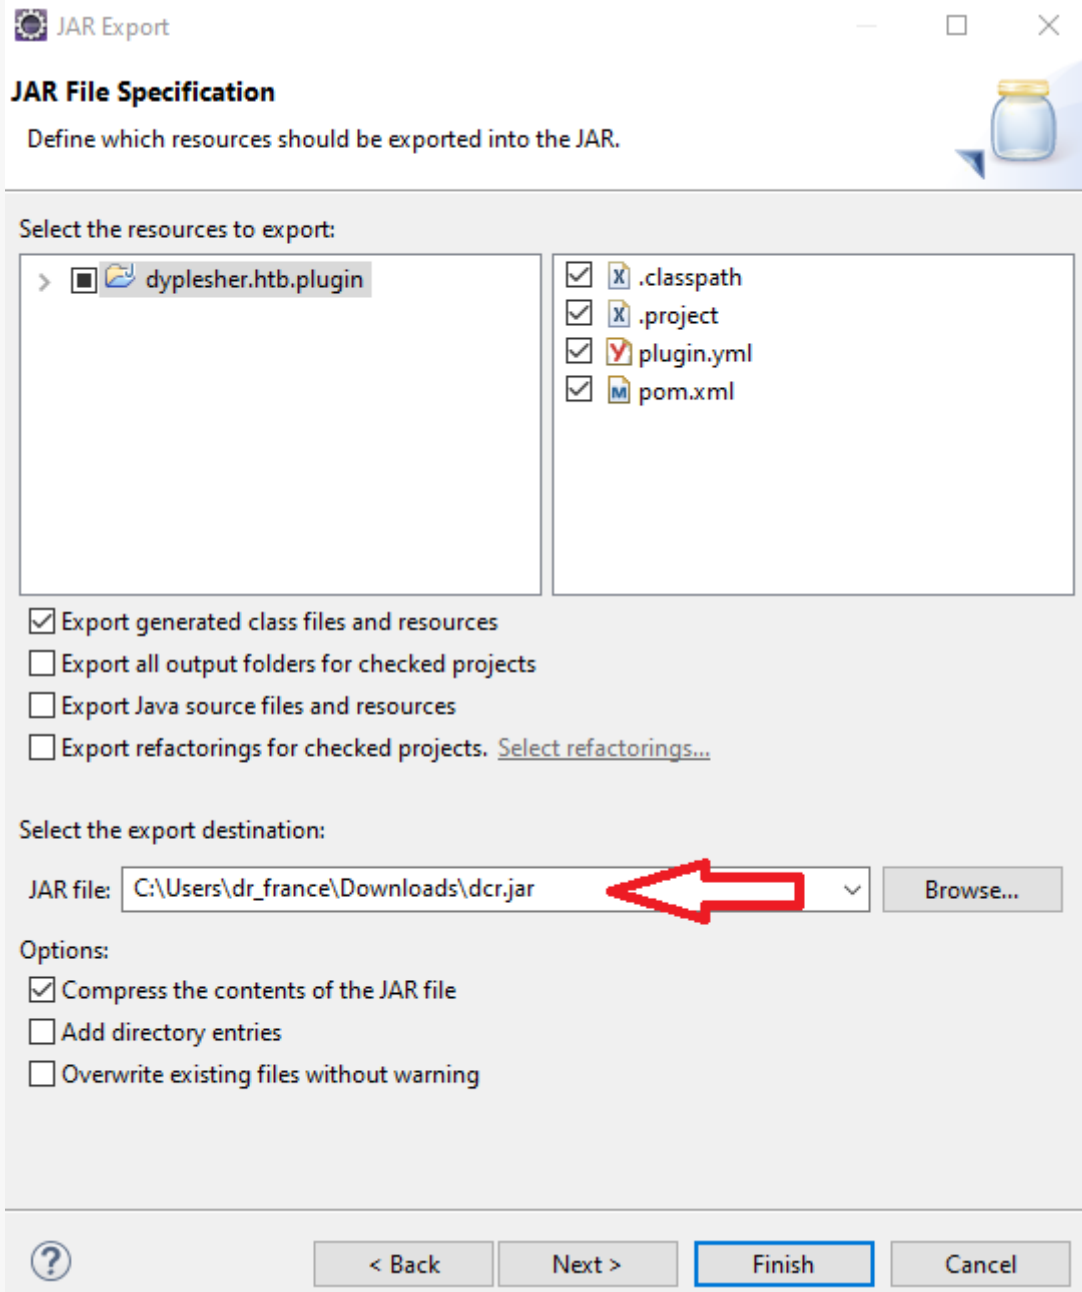 JAR Export
JAR File Specification
Define which resources should be exported into the JAR.
Select the resources to export:
dyplesher.htb.plugin
.classpath
.project
plugin.yml
pom.xml
Export generated class files and resources
Export all output folders for checked projects
Export Java source files and resources
Export refactorings for checked projects. Select refactorings...
Select the export destination:
JAR file: C:\Users\dr_france\Downloads\dcr.jar Browse...
Options:
Compress the contents of the JAR file
Add directory entries
Overwrite existing files without warning
? < Back Next > Finish Cancel